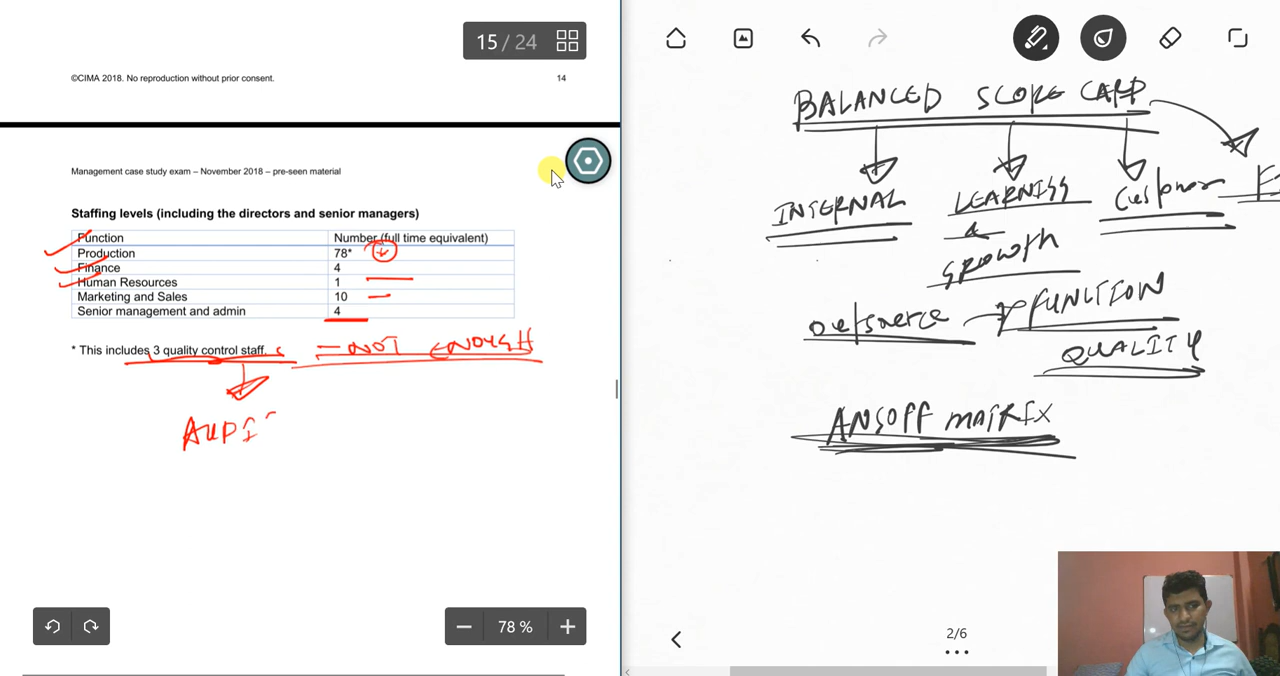 15 / 24
©CIMA 2018. No reproduction without prior consent. 14
Management case study exam – November 2018 – pre-seen material
Staffing levels (including the directors and senior managers)
Function Number (full time equivalent)
Production 78*
Finance 4
Human Resources 1
Marketing and Sales 10
Senior management and admin 4
* This includes 3 quality control staff. = NOT ENOUGH
78 %
BALANCED SCORE CARD
INTERNAL LEARNING Customer
&
GROWTH
outsource FUNCTION
QUALITY
ANSOFF MATRIX
2/6